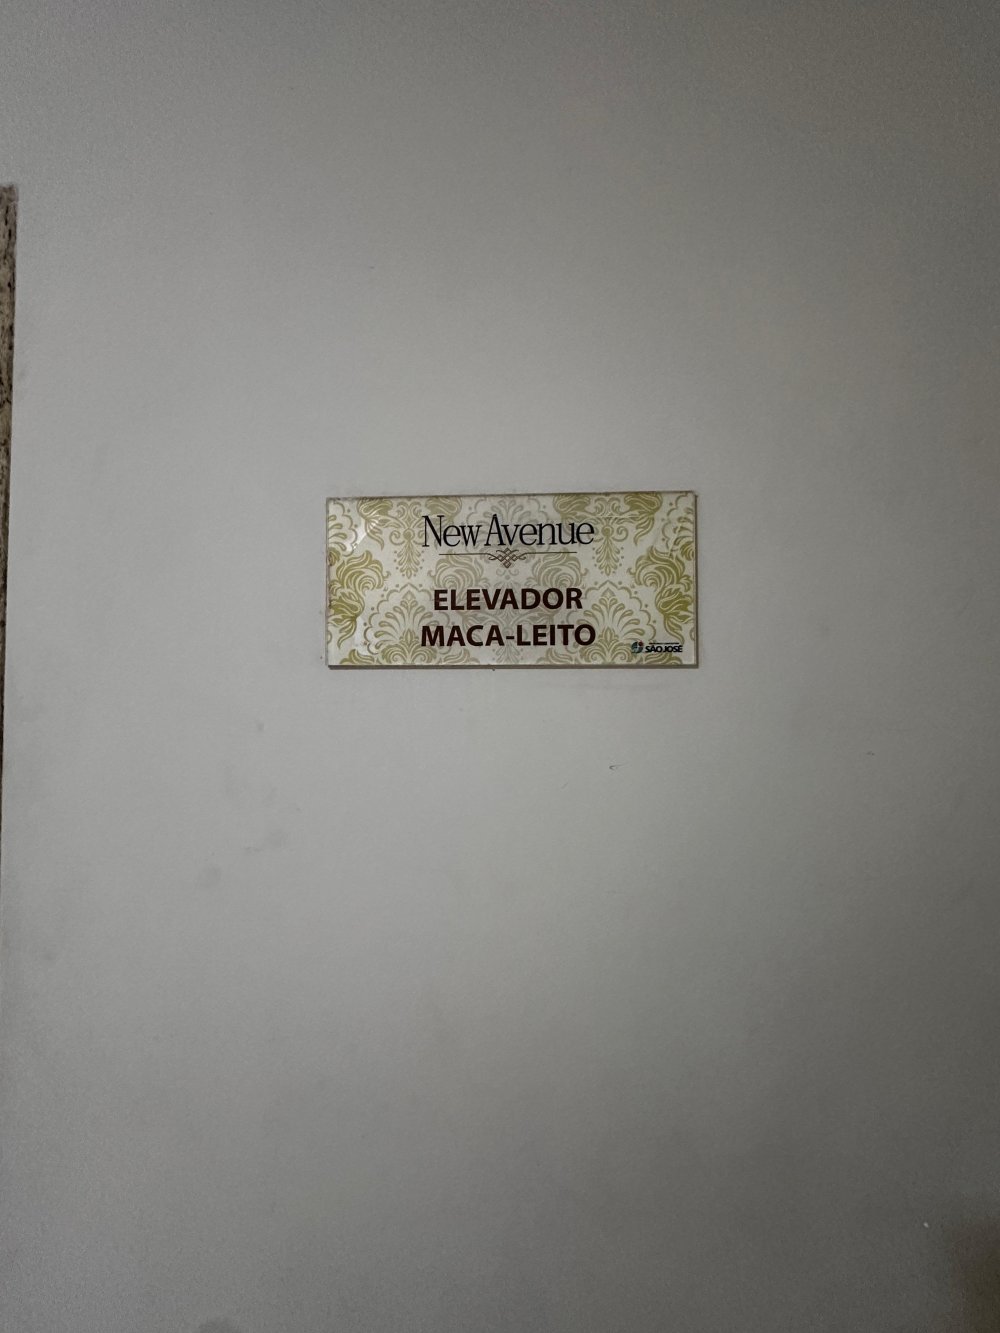 New Avenue
ELEVADOR
MACA-LEITO
SÃO JOSÉ